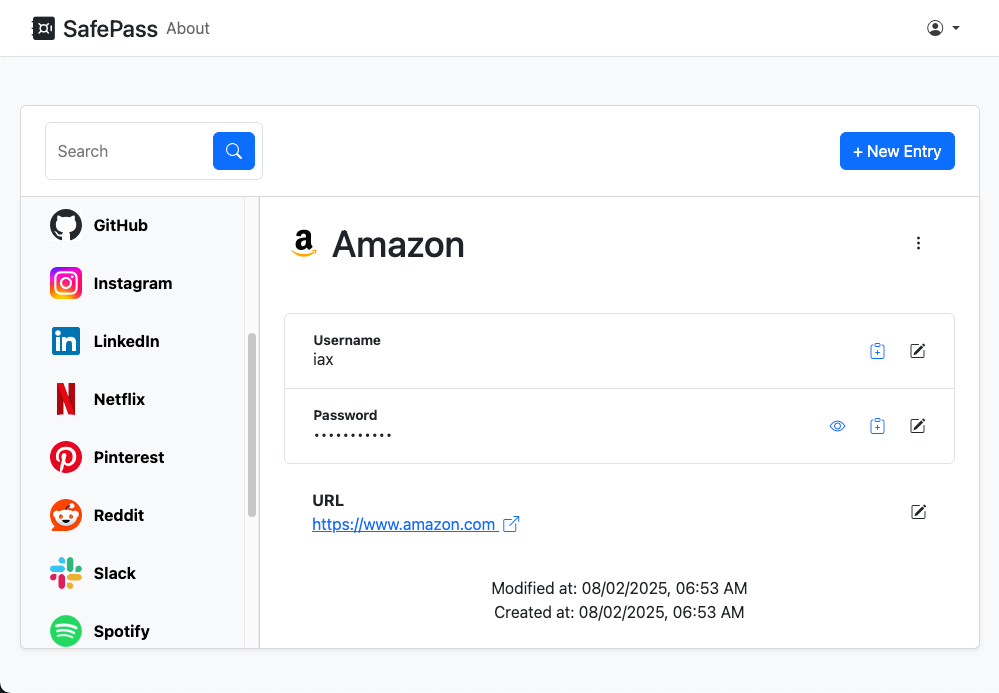 SafePass About
Search
+ New Entry
GitHub
Instagram
LinkedIn
Netflix
Pinterest
Reddit
Slack
Spotify
Amazon
Username
iax
Password
•••••••••••
URL
https://www.amazon.com
Modified at: 08/02/2025, 06:53 AM
Created at: 08/02/2025, 06:53 AM